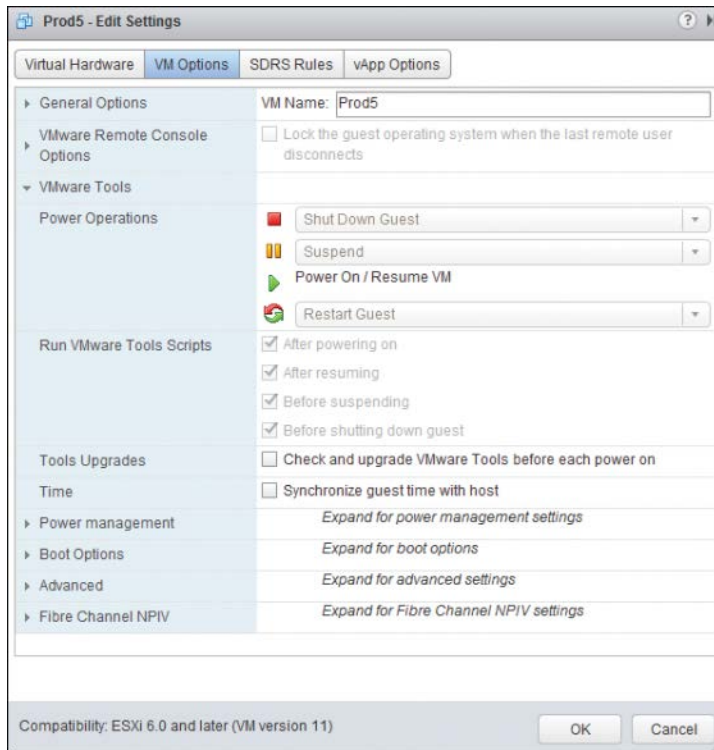 Prod5 - Edit Settings
?
Virtual Hardware VM Options SDRS Rules vApp Options
General Options VM Name: Prod5
VMware Remote Console Options Lock the guest operating system when the last remote user
disconnects
VMware Tools
Power Operations Shut Down Guest
Suspend
Power On / Resume VM
Restart Guest
Run VMware Tools Scripts After powering on
After resuming
Before suspending
Before shutting down guest
Tools Upgrades Check and upgrade VMware Tools before each power on
Time Synchronize guest time with host
Power management Expand for power management settings
Boot Options Expand for boot options
Advanced Expand for advanced settings
Fibre Channel NPIV Expand for Fibre Channel NPIV settings
Compatibility: ESXi 6.0 and later (VM version 11) OK Cancel